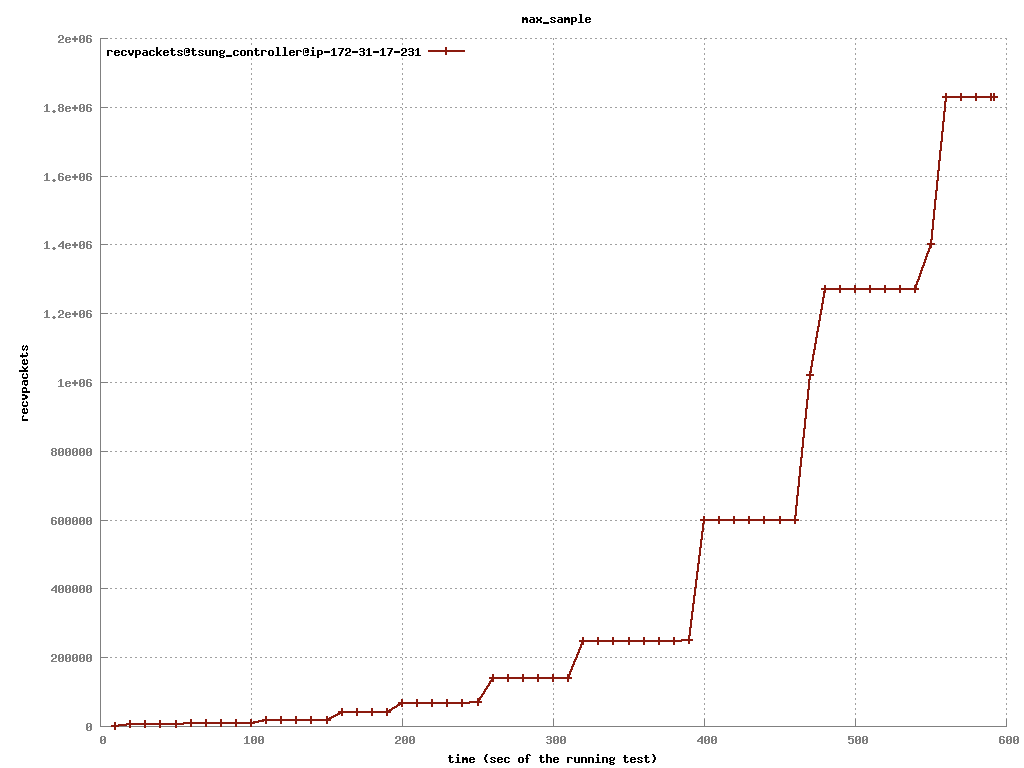 max_sample
2e+06
recvpackets@tsung_controller@ip-172-31-17-231
1.8e+06
1.6e+06
1.4e+06
1.2e+06
1e+06
800000
600000
400000
200000
0
recvpackets
0 100 200 300 400 500 600
time (sec of the running test)